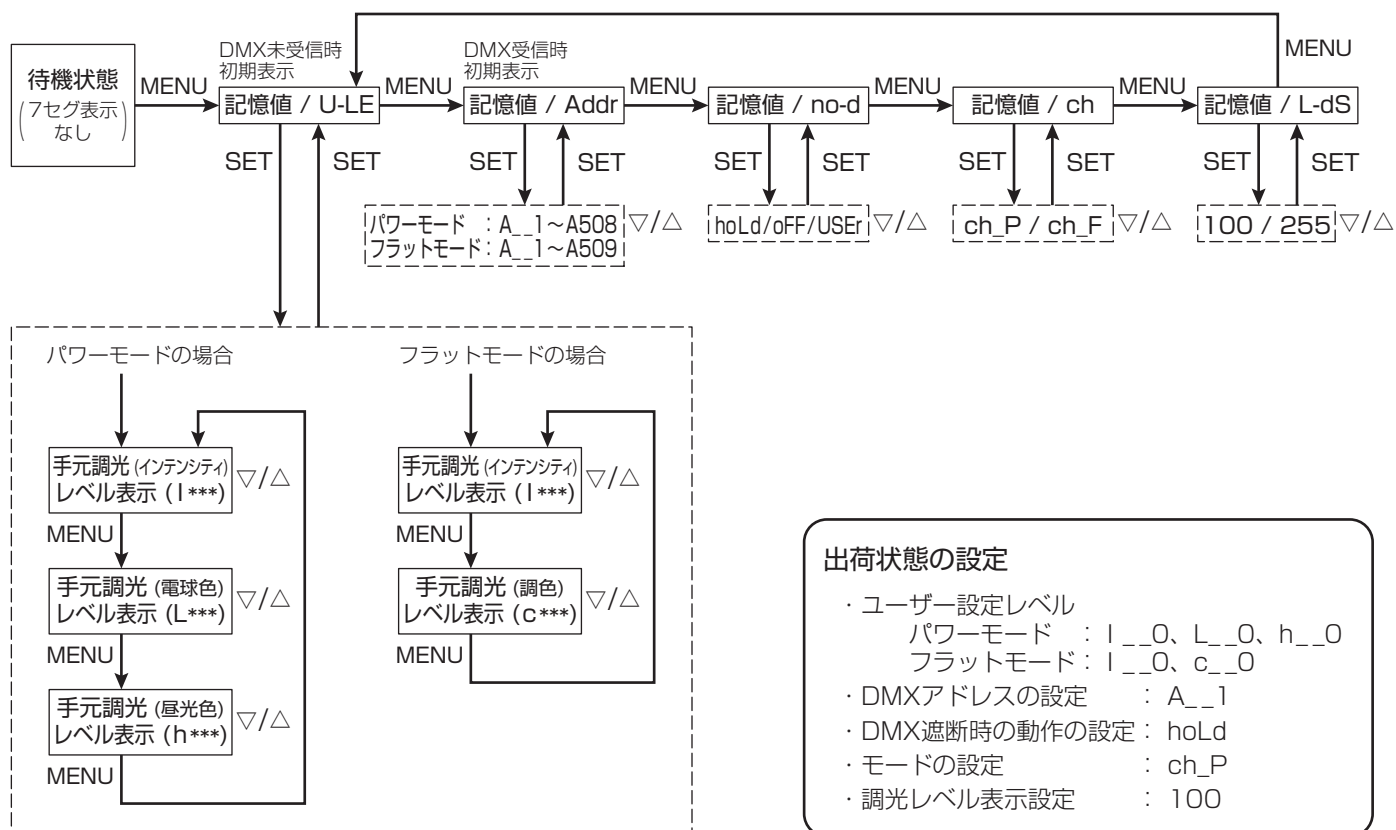 待機状態
(7セグ表示
なし)
MENU
DMX未受信時
初期表示
記憶値 / U-LE
MENU
DMX受信時
初期表示
記憶値 / Addr
MENU
記憶値 / no-d
MENU
記憶値 / ch
MENU
記憶値 / L-dS
MENU
SET
SET
SET
SET
SET
SET
SET
SET
SET
SET
パワーモード :A__1~A508
フラットモード:A__1~A509
▽/△
hoLd/oFF/USEr
▽/△
ch_P / ch_F
▽/△
100 / 255
▽/△
パワーモードの場合
手元調光 (インテンシティ)
レベル表示 (I***)
▽/△
MENU
手元調光 (電球色)
レベル表示 (L***)
▽/△
MENU
手元調光 (昼光色)
レベル表示 (h***)
▽/△
MENU
フラットモードの場合
手元調光 (インテンシティ)
レベル表示 (I***)
▽/△
MENU
手元調光 (調色)
レベル表示 (c***)
▽/△
MENU
出荷状態の設定
・ユーザー設定レベル
パワーモード :I__0、L__0、h__0
フラットモード:I__0、c__0
・DMXアドレスの設定 :A__1
・DMX遮断時の動作の設定:hoLd
・モードの設定 :ch_P
・調光レベル表示設定 :100